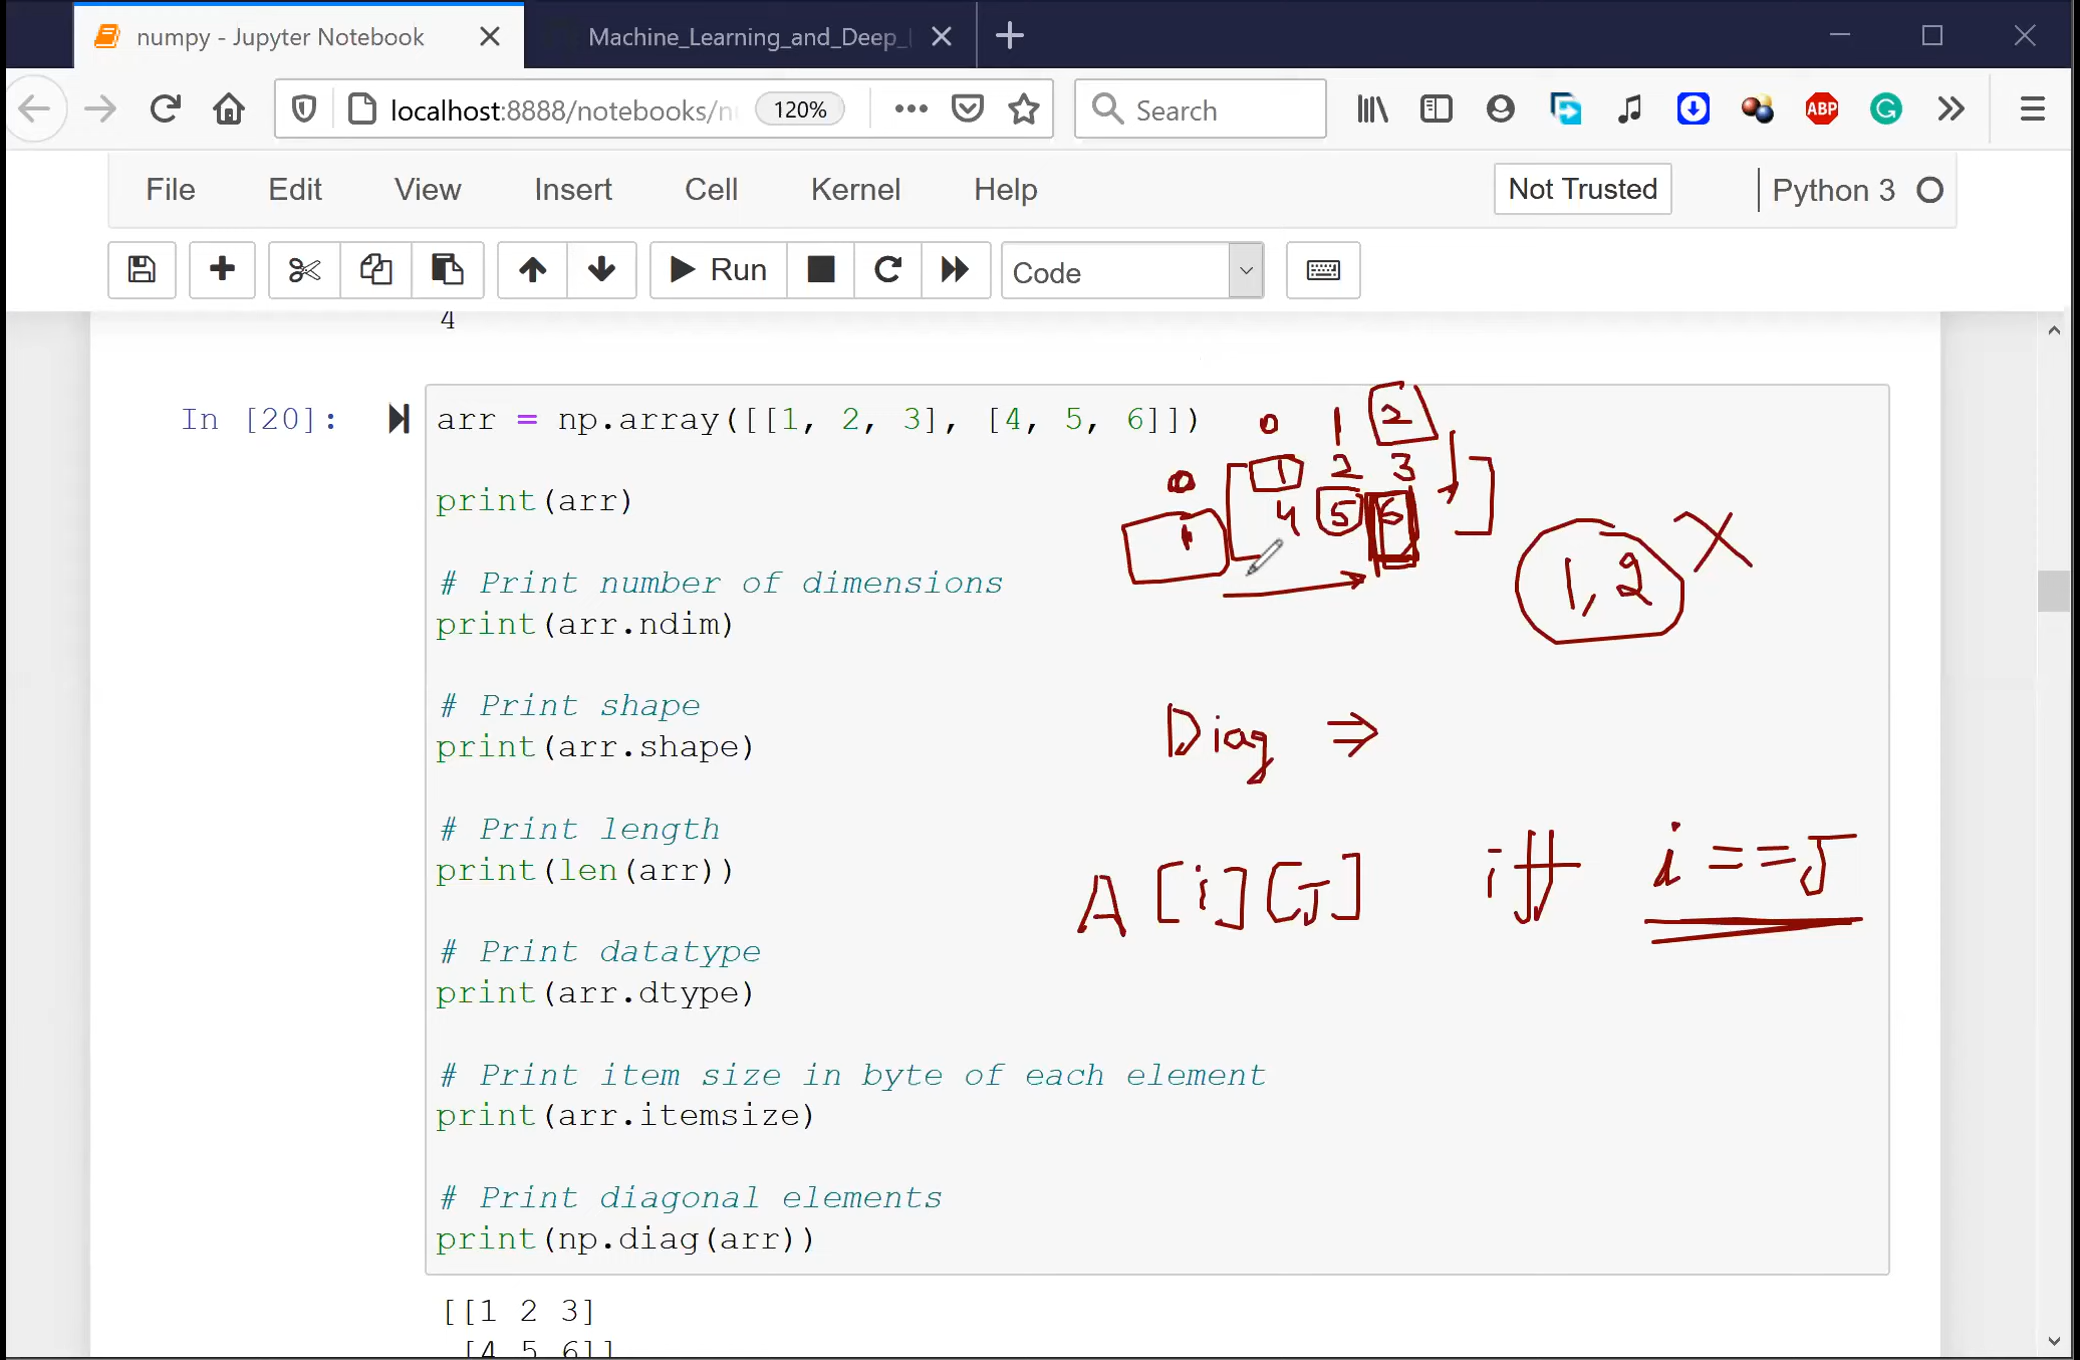 numpy - Jupyter Notebook
Machine_Learning_and_Deep_
localhost:8888/notebooks/n
120%
Search
ABP
G
File Edit View Insert Cell Kernel Help
Not Trusted
Python 3
Run
Code
4
In [20]:
arr = np.array([[1, 2, 3], [4, 5, 6]])
0 1 2
0 1 2 3
1 4 5 6
print(arr)
1, 2
# Print number of dimensions
print(arr.ndim)
# Print shape
print(arr.shape)
Diag ⇒
# Print length
print(len(arr))
A[i][J] iff i==J
# Print datatype
print(arr.dtype)
# Print item size in byte of each element
print(arr.itemsize)
# Print diagonal elements
print(np.diag(arr))
[[1 2 3]
[4 5 6]]